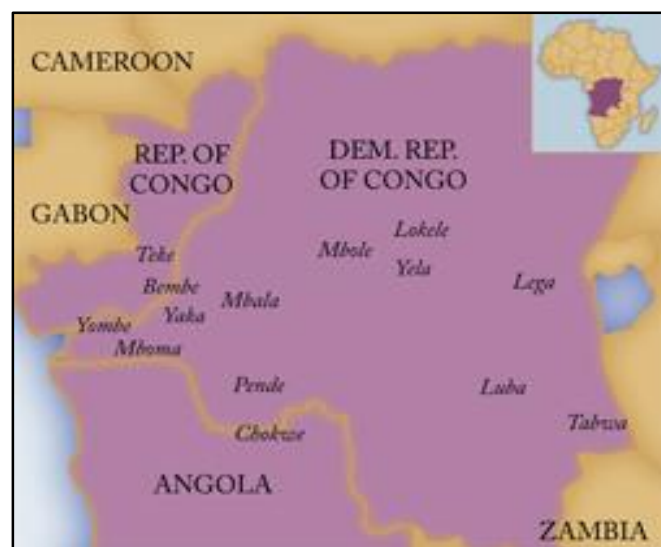 CAMEROON
REP. OF
CONGO
DEM. REP.
OF CONGO
GABON
Lokele
Mbole
Teke
Yela
Lega
Bembe
Mbala
Yaka
Yombe
Mboma
Pende
Luba
Tabwa
Chokwe
ANGOLA
ZAMBIA